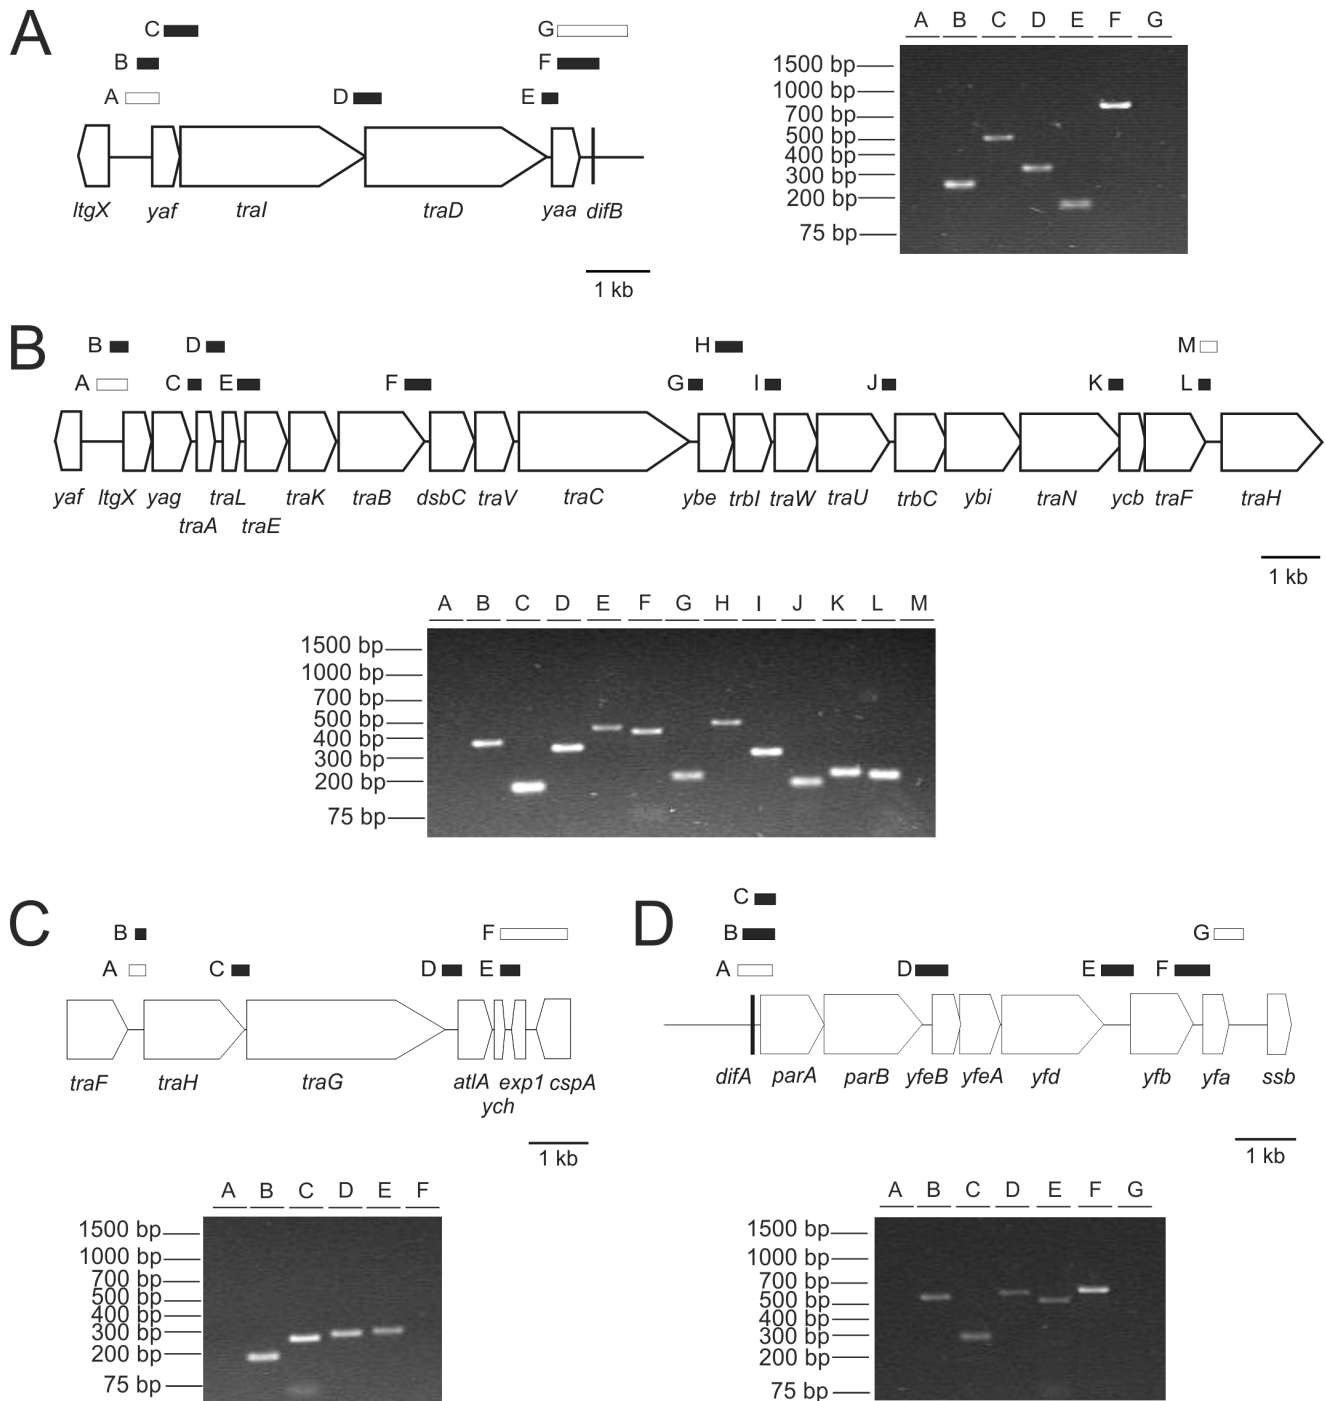 A
C
G
B
F
A
D
E
ltgX yaf traI traD yaa difB
1 kb
A B C D E F G
1500 bp
1000 bp
700 bp
500 bp
400 bp
300 bp
200 bp
75 bp
B
B D H M
A C E F G I J K L
yaf ltgX yag traL traK traB dsbC traV traC ybe trbI traW traU trbC ybi traN ycb traF traH
traA traE
1 kb
A B C D E F G H I J K L M
1500 bp
1000 bp
700 bp
500 bp
400 bp
300 bp
200 bp
75 bp
C
B F
A C D E
traF traH traG atlA exp1 cspA
ych
1 kb
A B C D E F
1500 bp
1000 bp
700 bp
500 bp
400 bp
300 bp
200 bp
75 bp
D
C
B G
A D E F
difA parA parB yfeB yfeA yfd yfb yfa ssb
1 kb
A B C D E F G
1500 bp
1000 bp
700 bp
500 bp
400 bp
300 bp
200 bp
75 bp